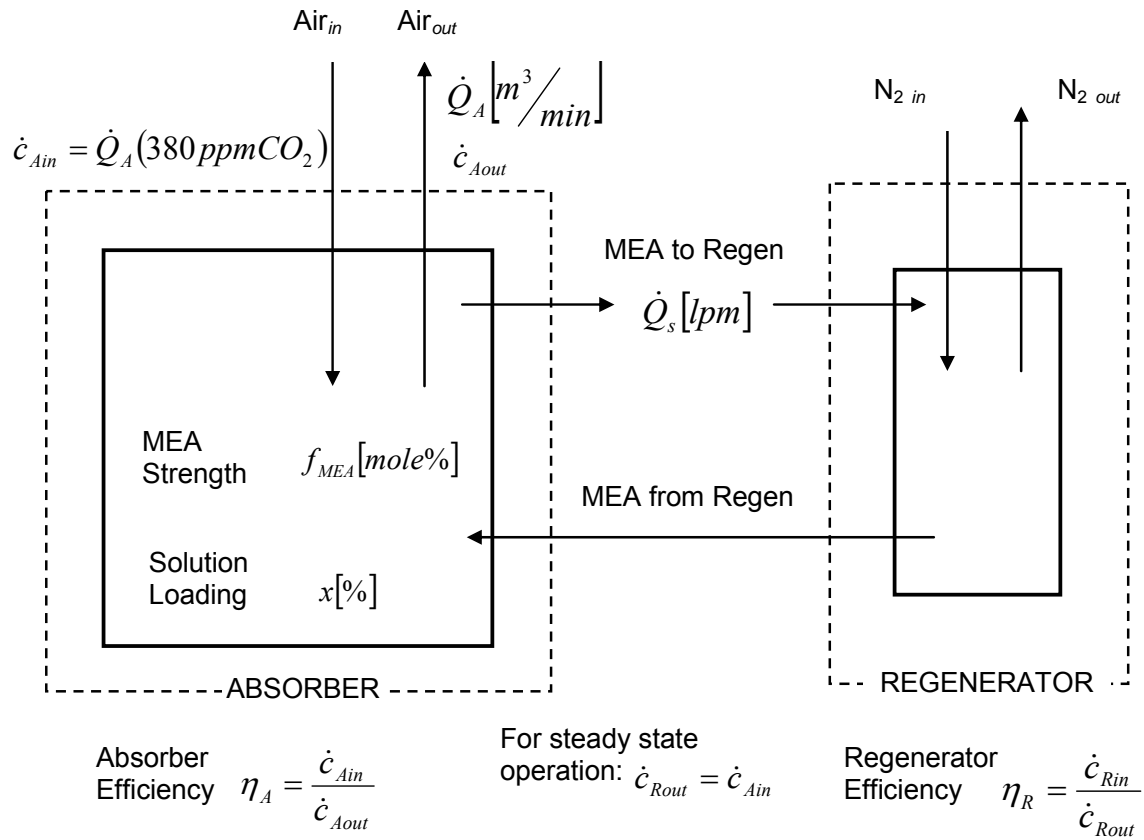 Air_in Air_out
Q̇_A [m³/min]
N₂ in N₂ out
ċ_Ain = Q̇_A(380 ppmCO₂)
ċ_Aout
MEA to Regen
Q̇_s [lpm]
MEA
Strength f_MEA [mole%]
MEA from Regen
Solution
Loading x[%]
ABSORBER
REGENERATOR
Absorber
Efficiency η_A = ċ_Ain / ċ_Aout
For steady state
operation: ċ_Rout = ċ_Ain
Regenerator
Efficiency η_R = ċ_Rin / ċ_Rout